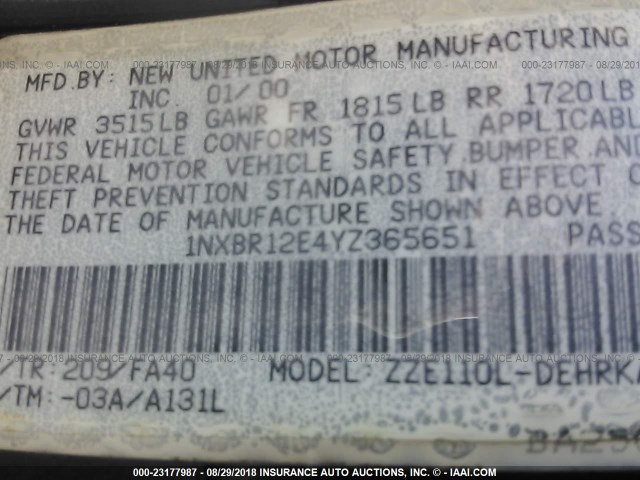 MFD.BY: NEW UNITED MOTOR MANUFACTURING
INC. 01/00
GVWR 3515LB GAWR FR 1815LB RR 1720LB
THIS VEHICLE CONFORMS TO ALL APPLICABL
FEDERAL MOTOR VEHICLE SAFETY, BUMPER, AND
THEFT PREVENTION STANDARDS IN EFFECT
THE DATE OF MANUFACTURE SHOWN ABOVE.
1NXBR12E4YZ365651 PASS
/TR: 209/FA40 MODEL: ZZE110L-DEHRKA
/TM: -03A/A131L
000-23177987 - 08/29/2018 INSURANCE AUTO AUCTIONS, INC. - © - IAAI.COM